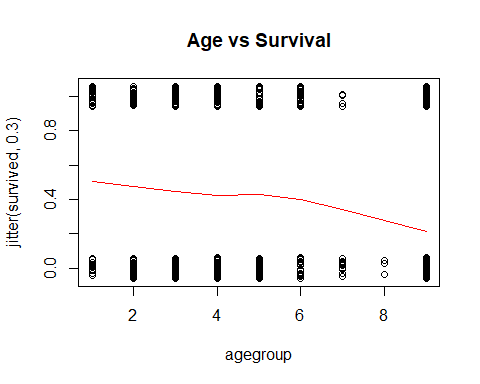 Age vs Survival
jitter(survived, 0.3)
0.8
0.4
0.0
2 4 6 8
agegroup